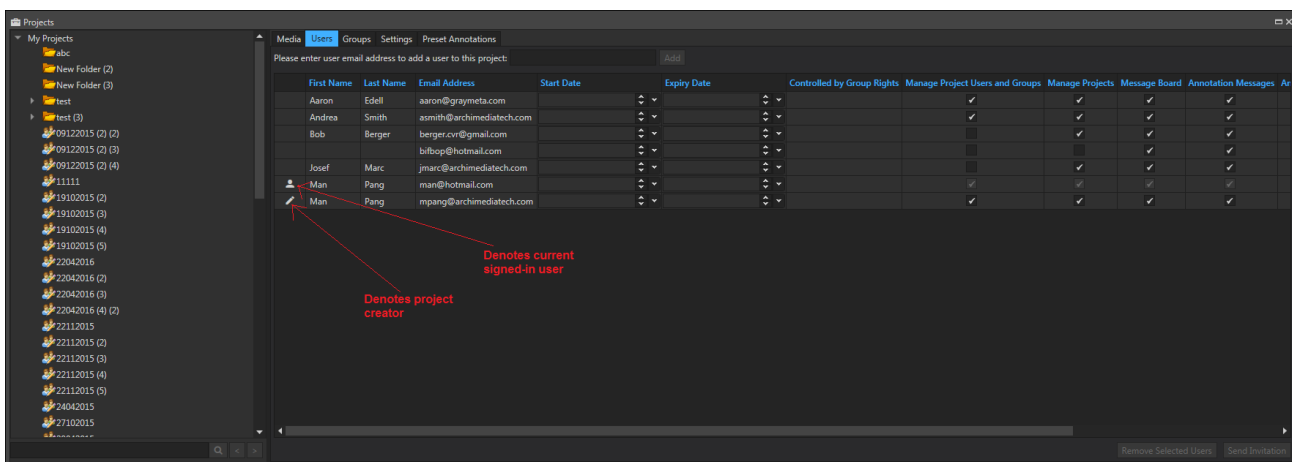 Projects
My Projects
abc
New Folder (2)
New Folder (3)
test
test (3)
09122015 (2) (2)
09122015 (2) (3)
09122015 (2) (4)
11111
19102015 (2)
19102015 (3)
19102015 (4)
19102015 (5)
22042016
22042016 (2)
22042016 (3)
22042016 (4) (2)
22112015
22112015 (2)
22112015 (3)
22112015 (4)
22112015 (5)
24042015
27102015
Media Users Groups Settings Preset Annotations
Please enter user email address to add a user to this project: Add
First Name Last Name Email Address Start Date Expiry Date Controlled by Group Rights Manage Project Users and Groups Manage Projects Message Board Annotation Messages Ar
Aaron Edell aaron@graymeta.com
Andrea Smith asmith@archimediatech.com
Bob Berger berger.cvr@gmail.com
bifbop@hotmail.com
Josef Marc jmarc@archimediatech.com
Man Pang man@hotmail.com
Man Pang mpang@archimediatech.com
Denotes current
signed-in user
Denotes project
creator
Remove Selected Users Send Invitation